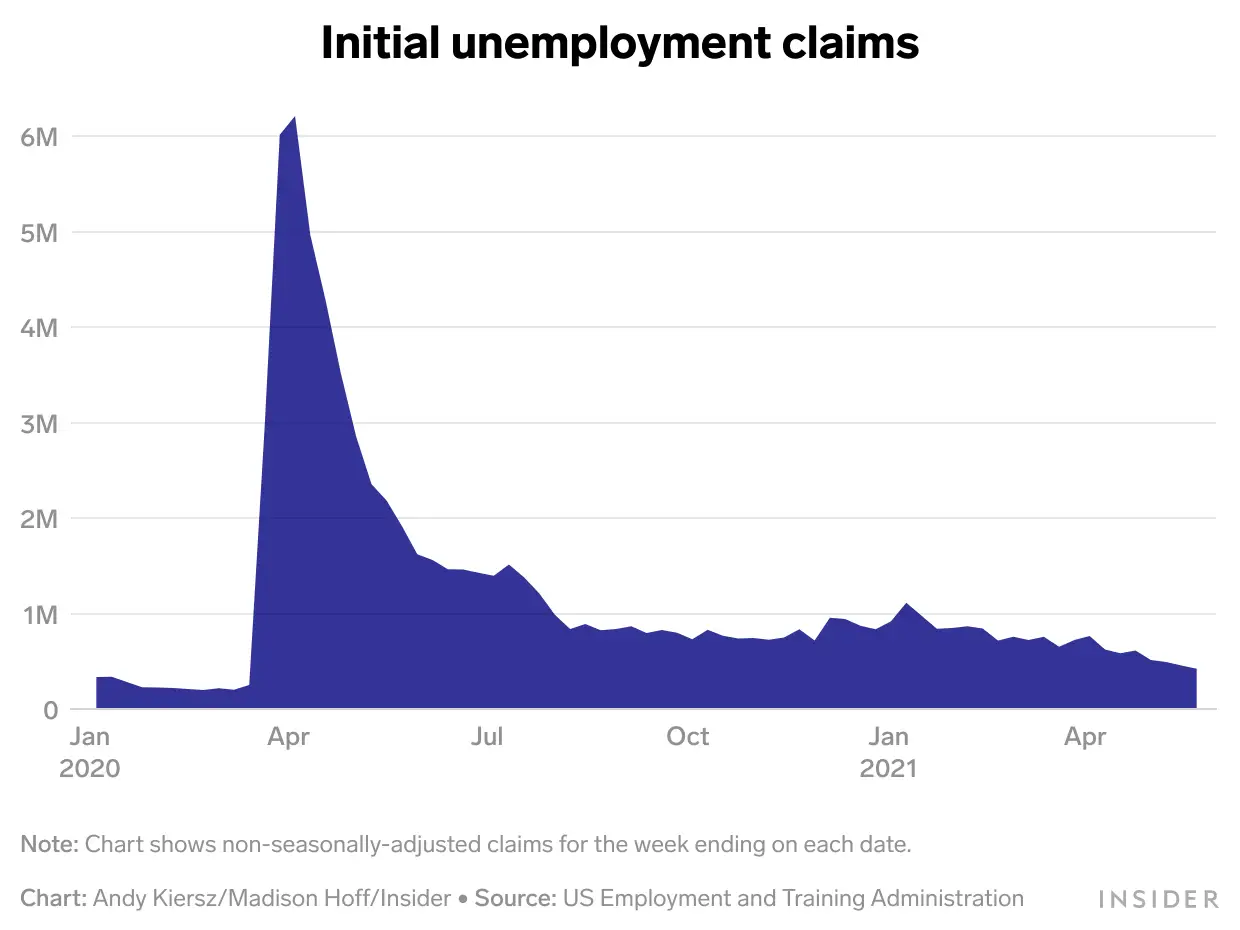 Initial unemployment claims
6M
5M
4M
3M
2M
1M
0
Jan Apr Jul Oct Jan Apr
2020 2021
Note: Chart shows non-seasonally-adjusted claims for the week ending on each date.
Chart: Andy Kiersz/Madison Hoff/Insider • Source: US Employment and Training Administration INSIDER